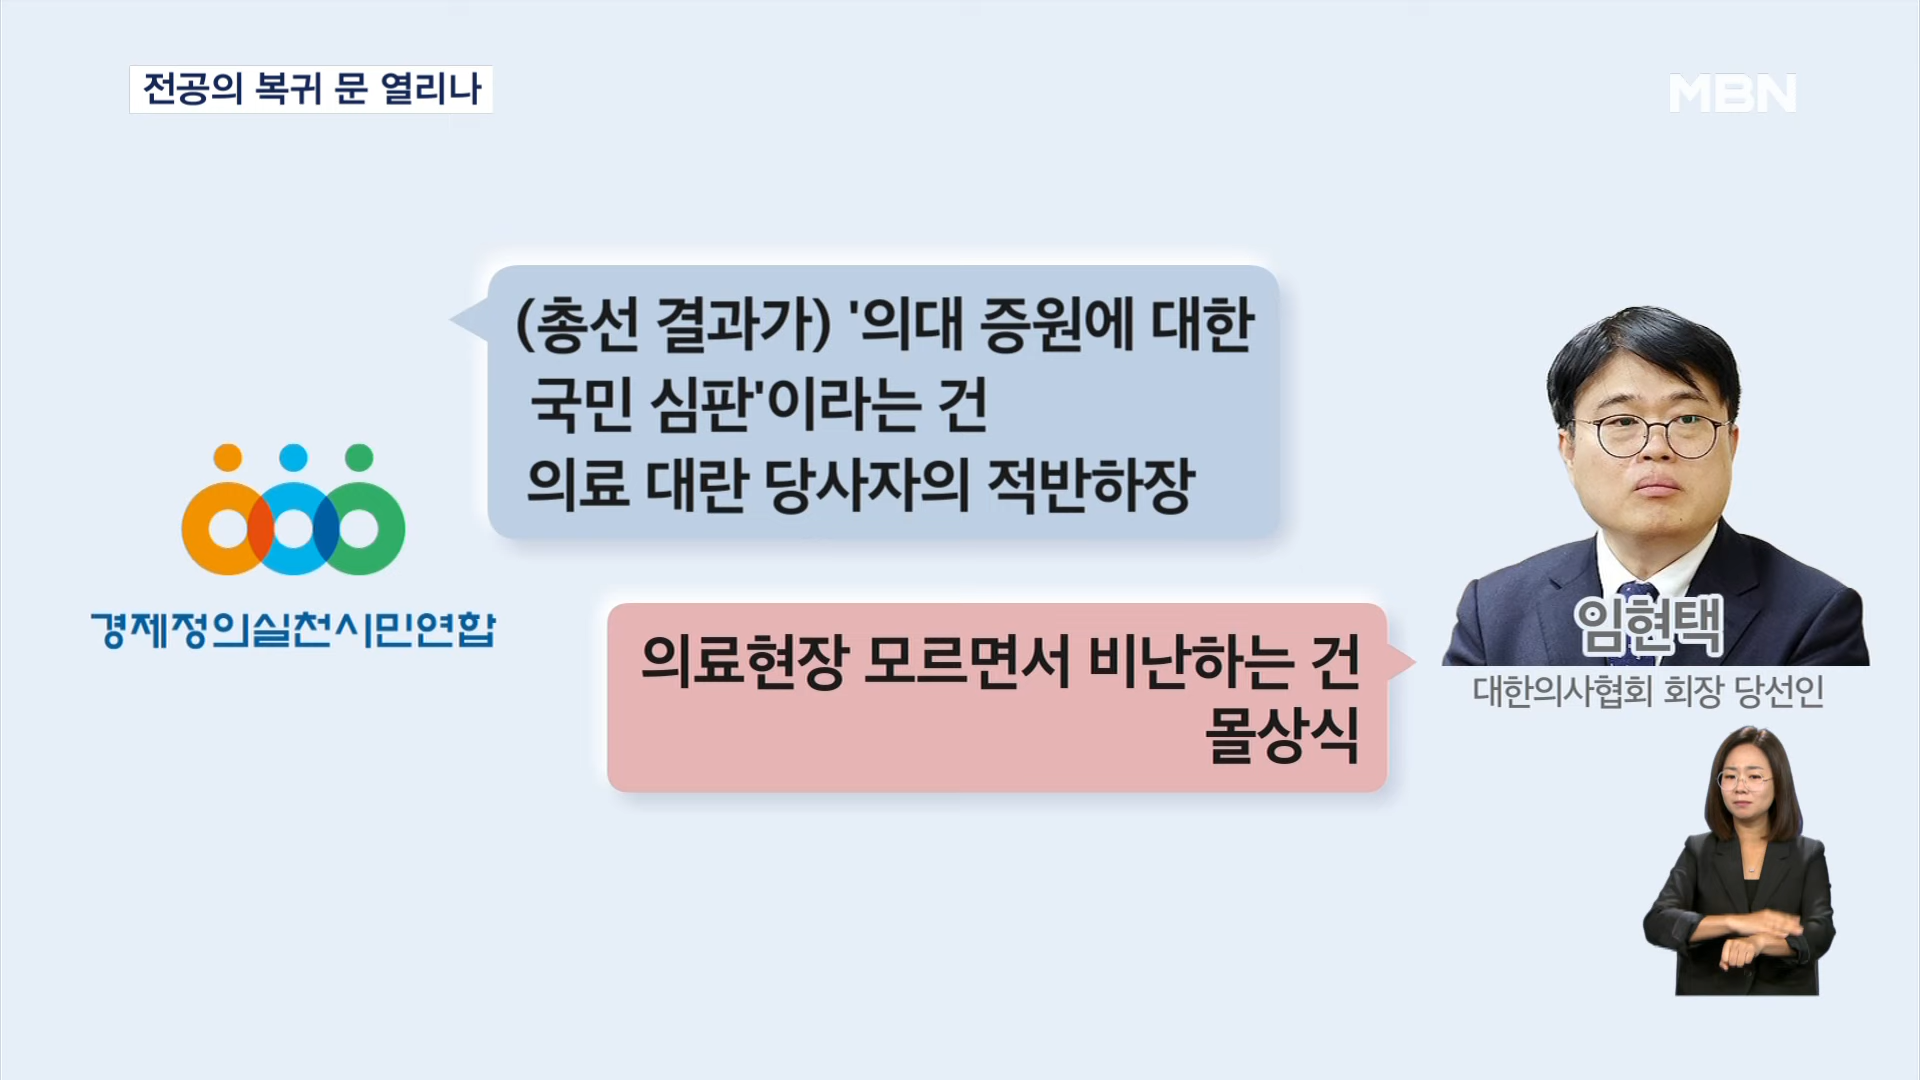 전공의 복귀 문 열리나
MBN
(총선 결과가) '의대 증원에 대한
국민 심판'이라는 건
의료 대란 당사자의 적반하장
경제정의실천시민연합
의료현장 모르면서 비난하는 건
몰상식
임현택
대한의사협회 회장 당선인